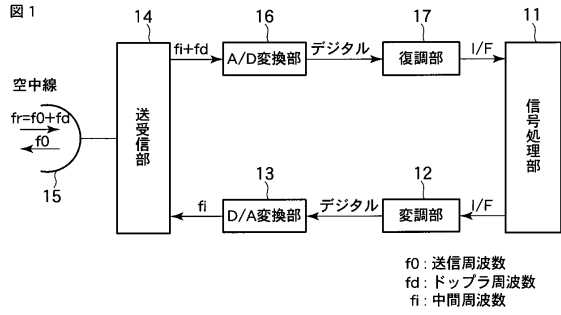 図1
14
16
17
11
fi+fd
A/D変換部
デジタル
復調部
I/F
空中線
fr=f0+fd
f0
15
送受信部
信号処理部
13
12
fi
D/A変換部
デジタル
変調部
I/F
f0 : 送信周波数
fd : ドップラ周波数
fi : 中間周波数